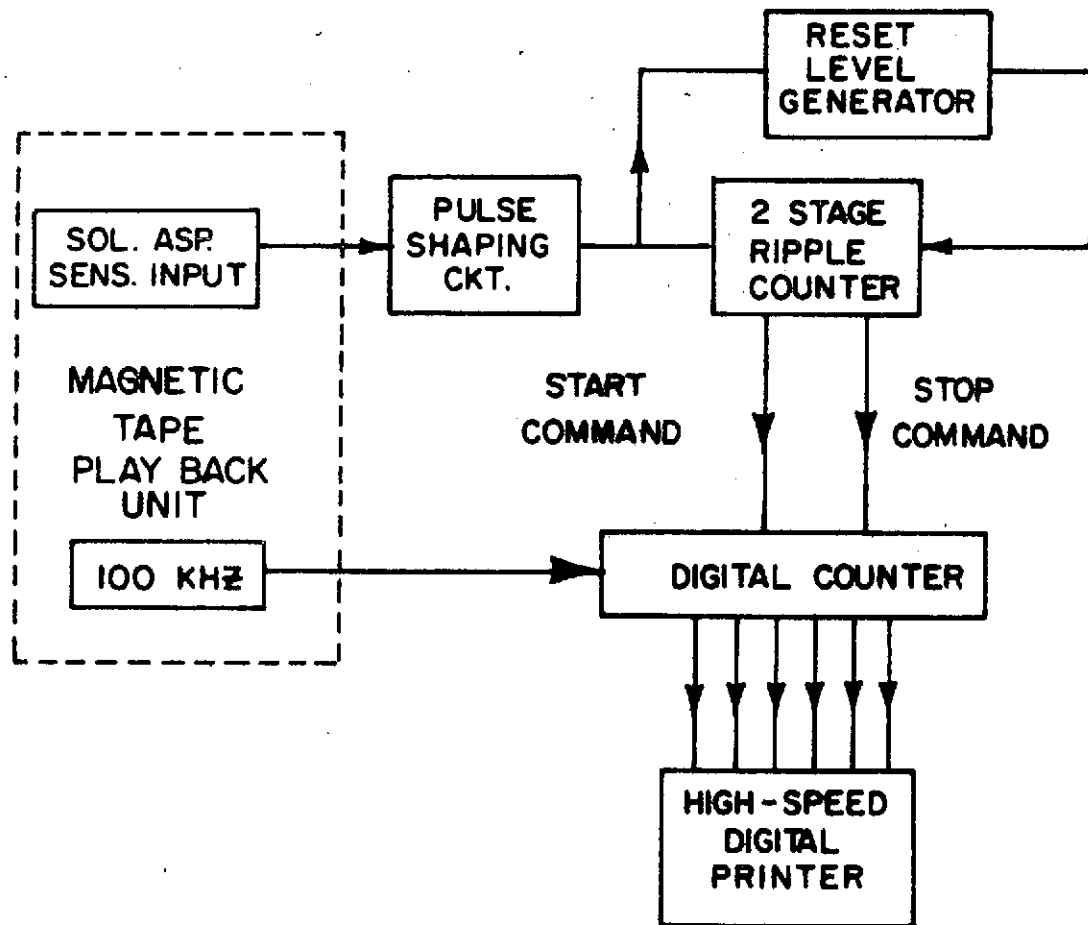 RESET
LEVEL
GENERATOR
SOL. ASP.
SENS. INPUT
PULSE
SHAPING
CKT.
2 STAGE
RIPPLE
COUNTER
MAGNETIC
TAPE
PLAY BACK
UNIT
START
COMMAND
STOP
COMMAND
100 KHZ
DIGITAL COUNTER
HIGH-SPEED
DIGITAL
PRINTER